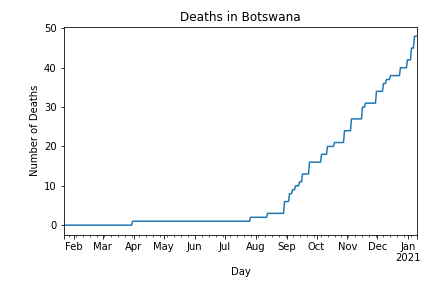 Deaths in Botswana
Number of Deaths
50
40
30
20
10
0
Feb Mar Apr May Jun Jul Aug Sep Oct Nov Dec Jan
2021
Day